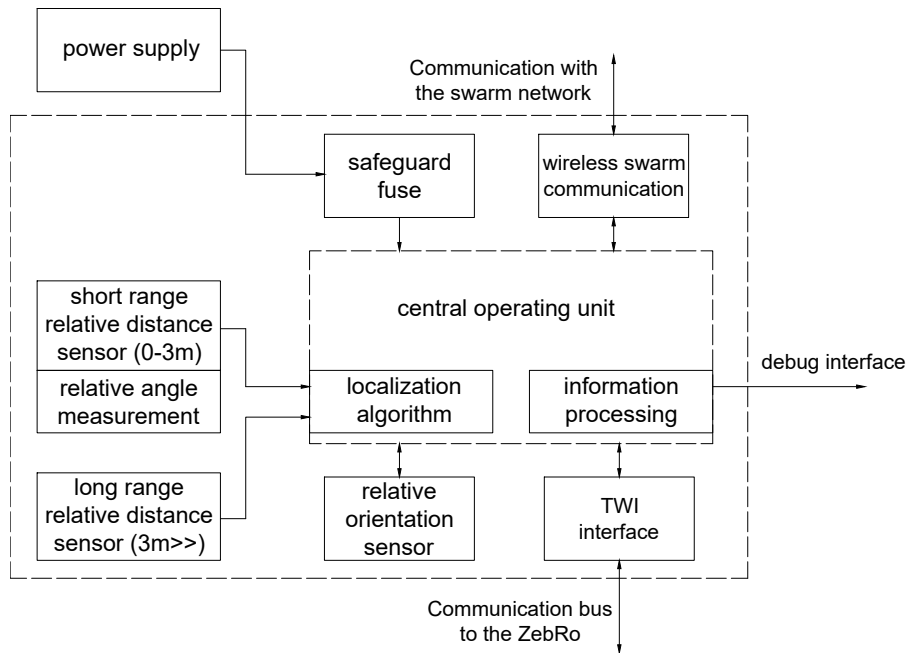 power supply
Communication with
the swarm network
safeguard
fuse
wireless swarm
communication
short range
relative distance
sensor (0-3m)
relative angle
measurement
central operating unit
localization
algorithm
information
processing
debug interface
long range
relative distance
sensor (3m>>)
relative
orientation
sensor
TWI
interface
Communication bus
to the ZebRo